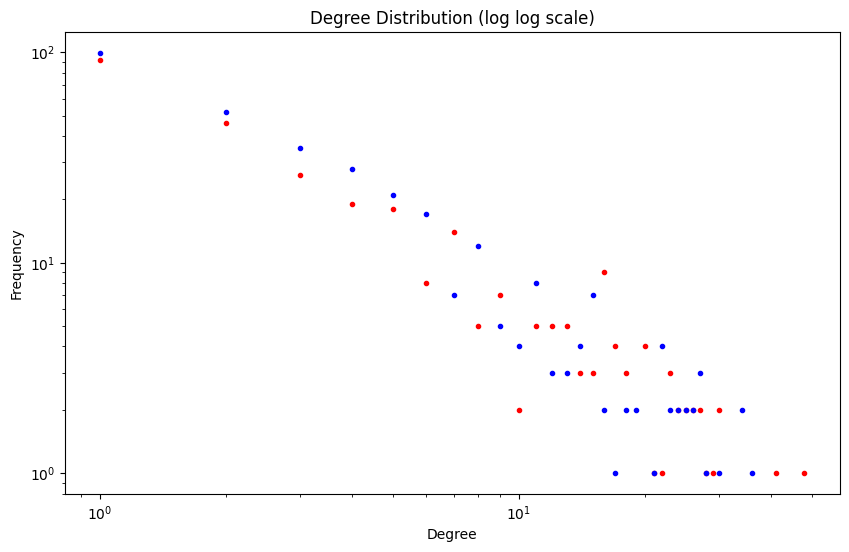 Degree Distribution (log log scale)
10²
10¹
10⁰
Frequency
10⁰
10¹
Degree